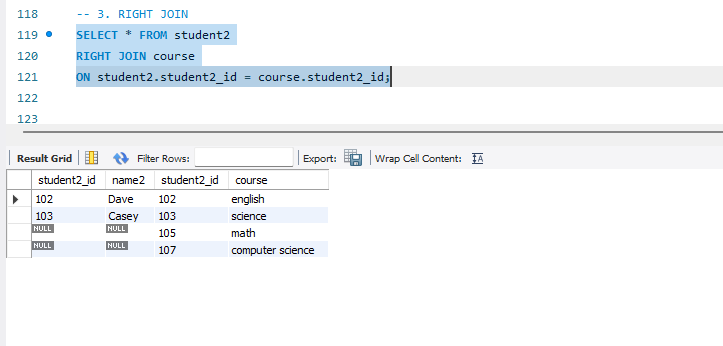 118 -- 3. RIGHT JOIN
119 SELECT * FROM student2
120 RIGHT JOIN course
121 ON student2.student2_id = course.student2_id;
122
123
Result Grid Filter Rows: Export: Wrap Cell Content: IA
student2_id name2 student2_id course
102 Dave 102 english
103 Casey 103 science
NULL NULL 105 math
NULL NULL 107 computer science